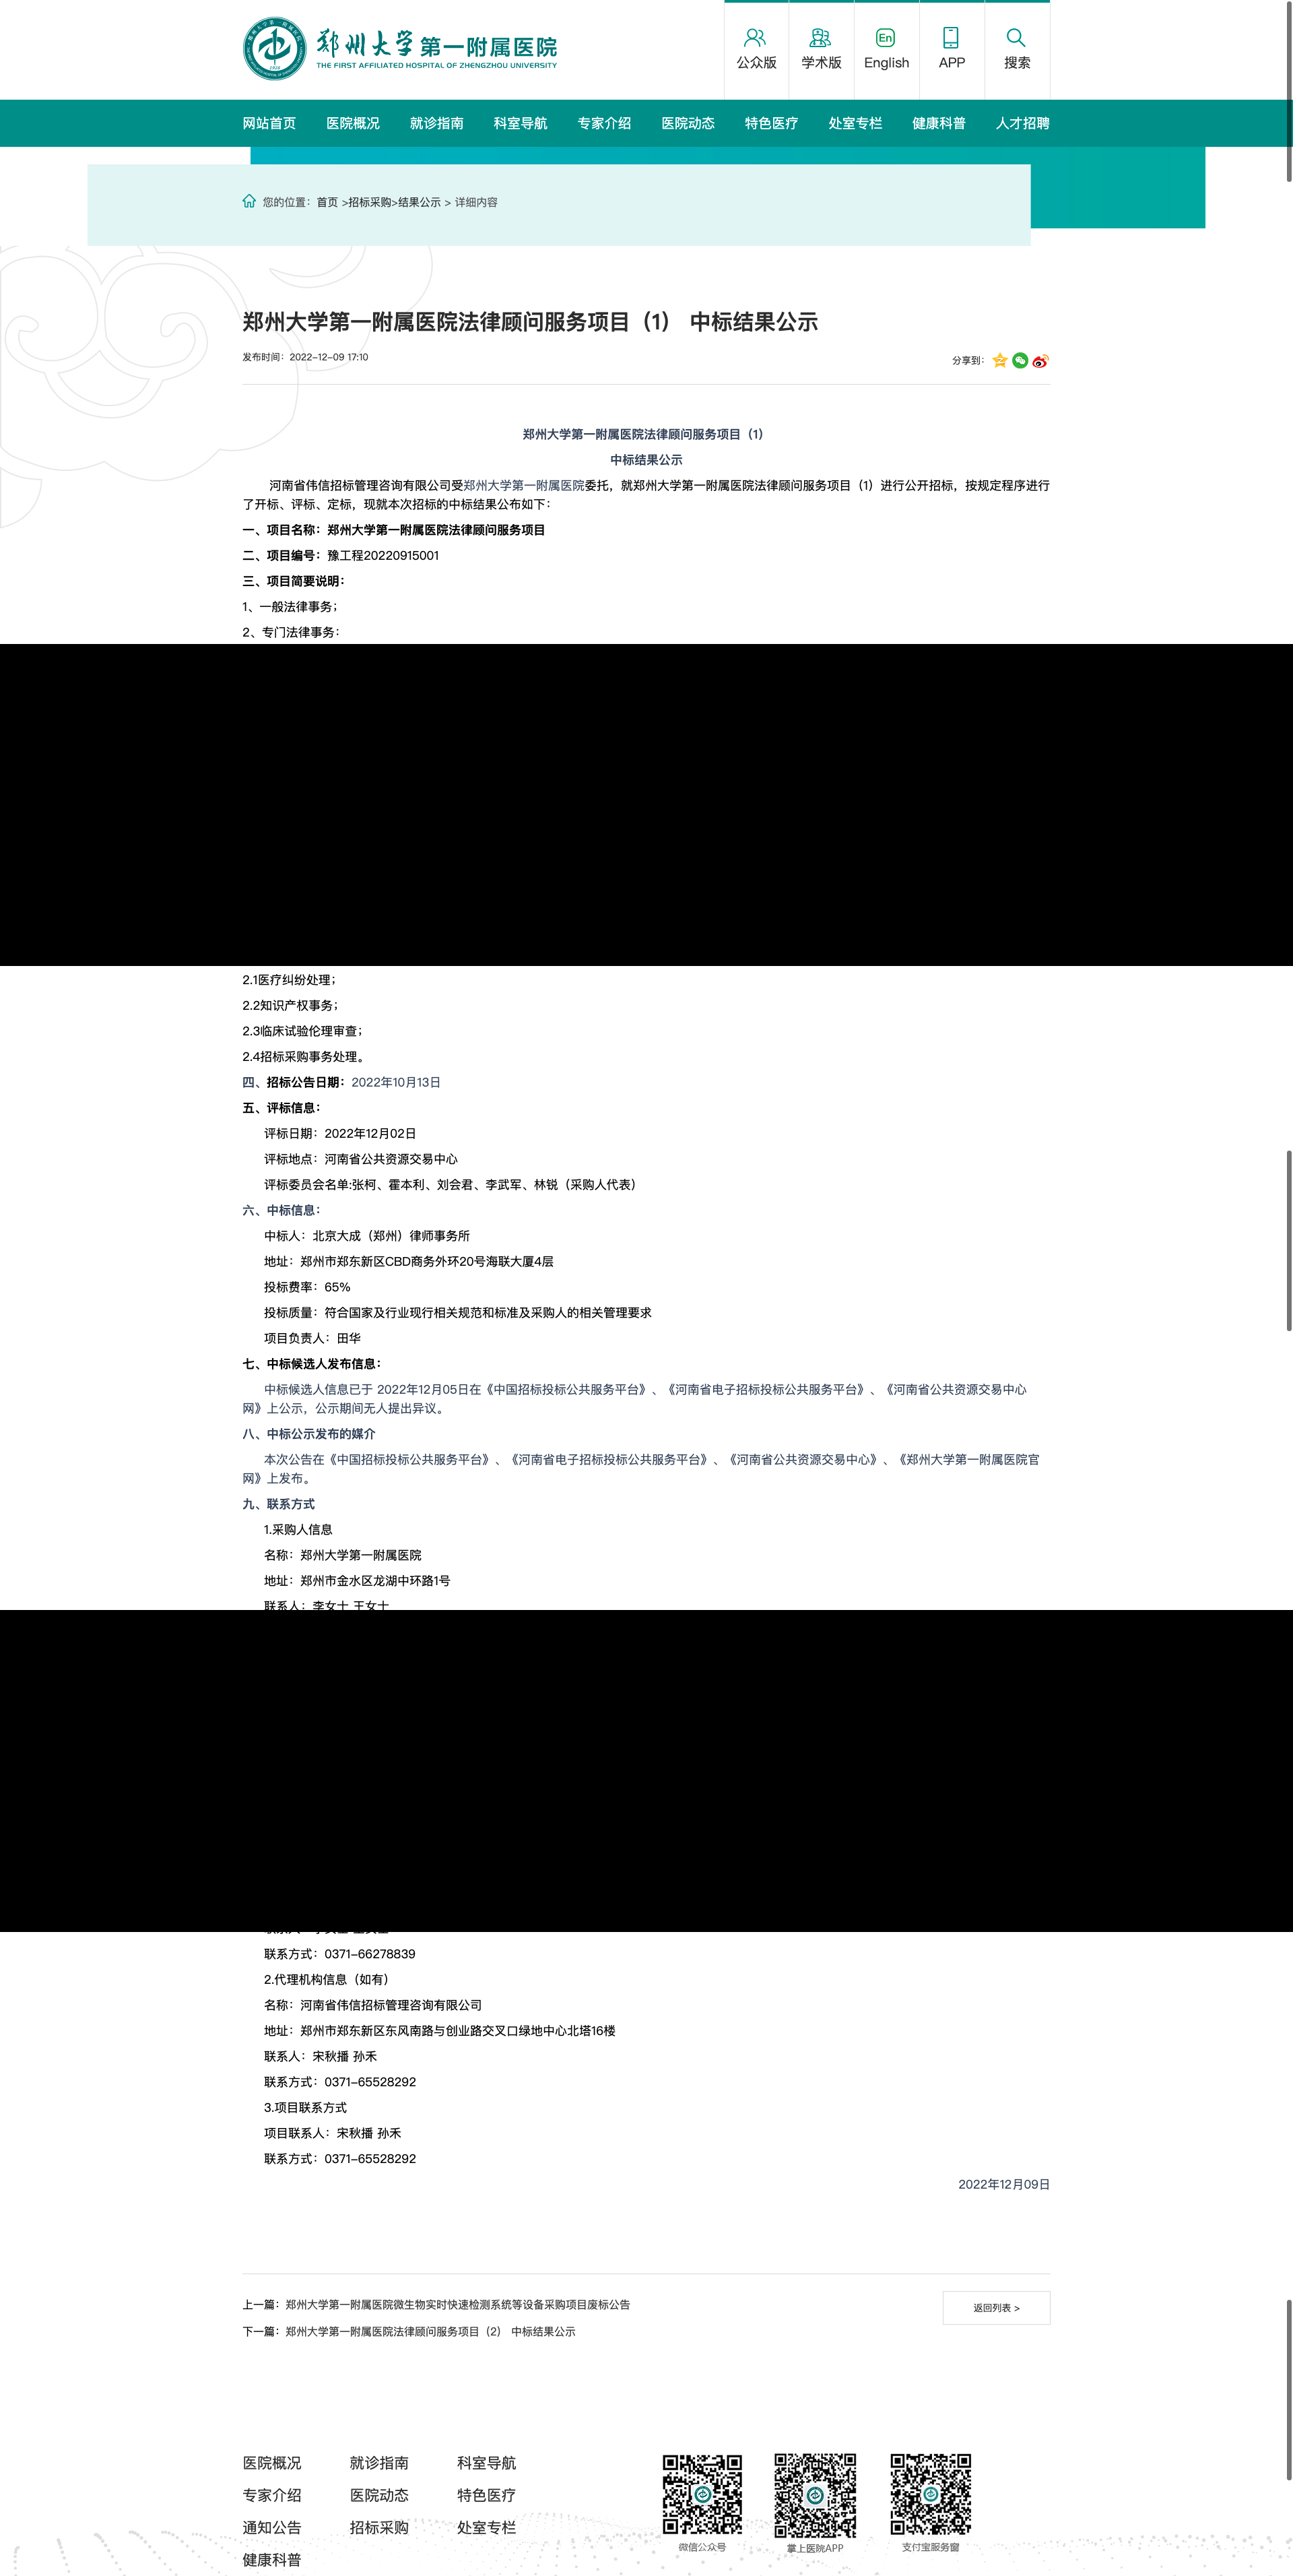 郑州大学第一附属医院
THE FIRST AFFILIATED HOSPITAL OF ZHENGZHOU UNIVERSITY
公众版 学术版 English APP 搜索
网站首页 医院概况 就诊指南 科室导航 专家介绍 医院动态 特色医疗 处室专栏 健康科普 人才招聘
您的位置：首页 >招标采购>结果公示 > 详细内容
郑州大学第一附属医院法律顾问服务项目（1） 中标结果公示
发布时间：2022-12-09 17:10
分享到：
郑州大学第一附属医院法律顾问服务项目（1）
中标结果公示
河南省伟信招标管理咨询有限公司受郑州大学第一附属医院委托，就郑州大学第一附属医院法律顾问服务项目（1）进行公开招标，按规定程序进行
了开标、评标、定标，现就本次招标的中标结果公布如下：
一、项目名称：郑州大学第一附属医院法律顾问服务项目
二、项目编号：豫工程20220915001
三、项目简要说明：
1、一般法律事务；
2、专门法律事务：
2.1医疗纠纷处理；
2.2知识产权事务；
2.3临床试验伦理审查；
2.4招标采购事务处理。
四、招标公告日期：2022年10月13日
五、评标信息：
评标日期：2022年12月02日
评标地点：河南省公共资源交易中心
评标委员会名单:张柯、霍本利、刘会君、李武军、林锐（采购人代表）
六、中标信息：
中标人：北京大成（郑州）律师事务所
地址：郑州市郑东新区CBD商务外环20号海联大厦4层
投标费率：65%
投标质量：符合国家及行业现行相关规范和标准及采购人的相关管理要求
项目负责人：田华
七、中标候选人发布信息：
中标候选人信息已于 2022年12月05日在《中国招标投标公共服务平台》、《河南省电子招标投标公共服务平台》、《河南省公共资源交易中心
网》上公示，公示期间无人提出异议。
八、中标公示发布的媒介
本次公告在《中国招标投标公共服务平台》、《河南省电子招标投标公共服务平台》、《河南省公共资源交易中心》、《郑州大学第一附属医院官
网》上发布。
九、联系方式
1.采购人信息
名称：郑州大学第一附属医院
地址：郑州市金水区龙湖中环路1号
联系人：李女士 王女士
联系方式：0371-66278839
2.代理机构信息（如有）
名称：河南省伟信招标管理咨询有限公司
地址：郑州市郑东新区东风南路与创业路交叉口绿地中心北塔16楼
联系人：宋秋播 孙禾
联系方式：0371-65528292
3.项目联系方式
项目联系人：宋秋播 孙禾
联系方式：0371-65528292
2022年12月09日
上一篇：郑州大学第一附属医院微生物实时快速检测系统等设备采购项目废标公告
返回列表 >
下一篇：郑州大学第一附属医院法律顾问服务项目（2） 中标结果公示
医院概况 就诊指南 科室导航
专家介绍 医院动态 特色医疗
通知公告 招标采购 处室专栏
健康科普
微信公众号 掌上医院APP 支付宝服务窗